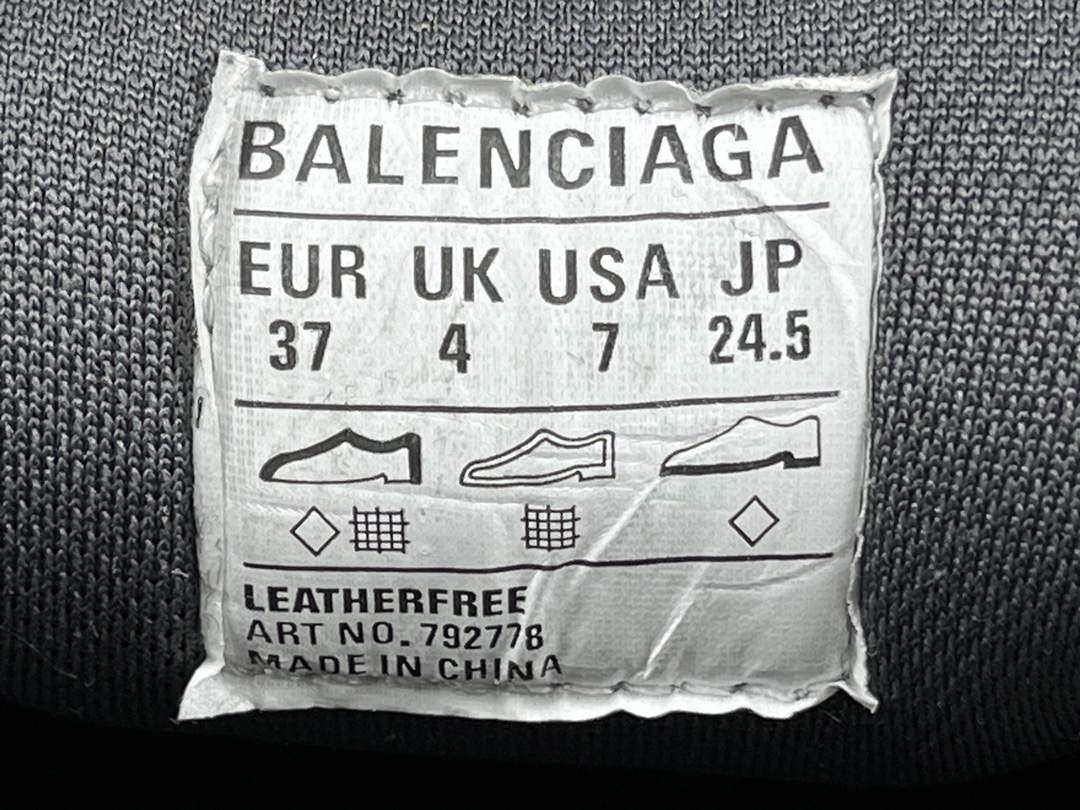 BALENCIAGA
EUR UK USA JP
37 4 7 24.5
LEATHERFREE
ART NO. 792778
MADE IN CHINA